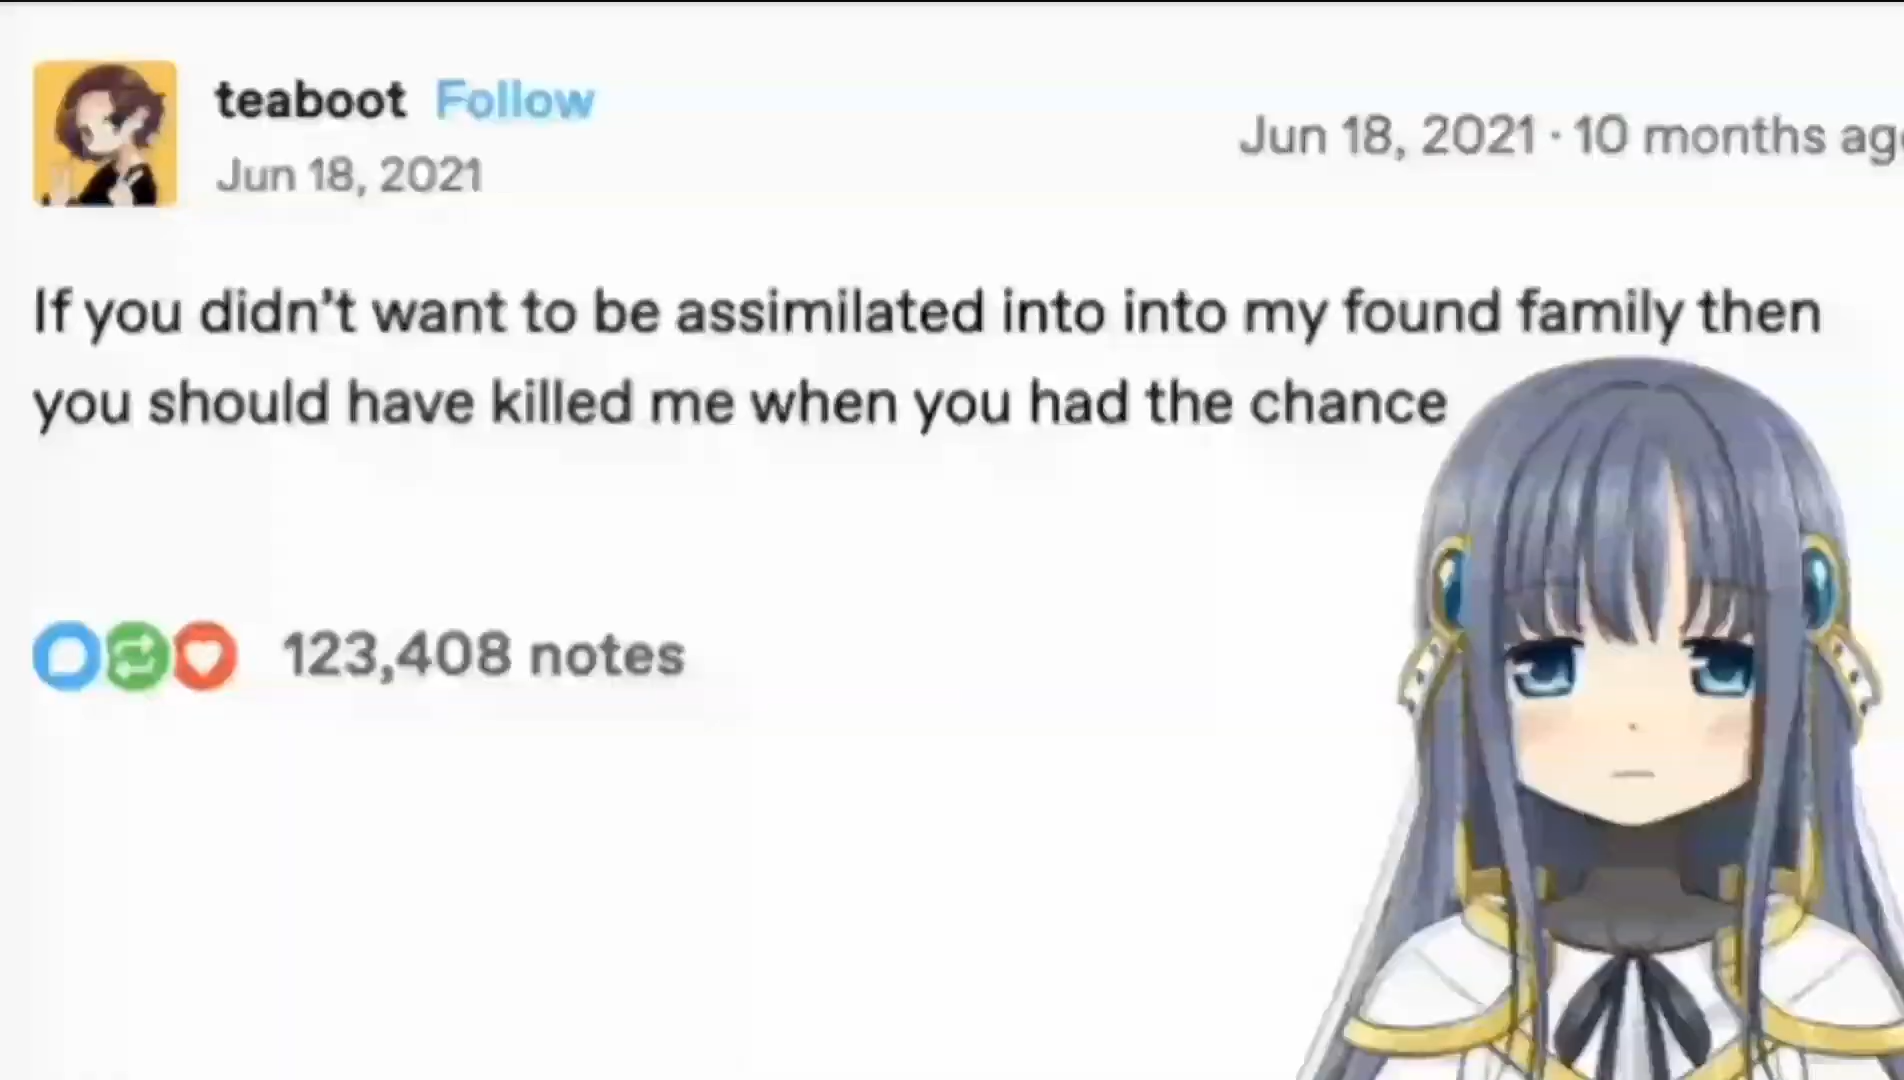 teaboot Follow
Jun 18, 2021
Jun 18, 2021 · 10 months
If you didn't want to be assimilated into into my found family then
you should have killed me when you had the chance
123,408 notes